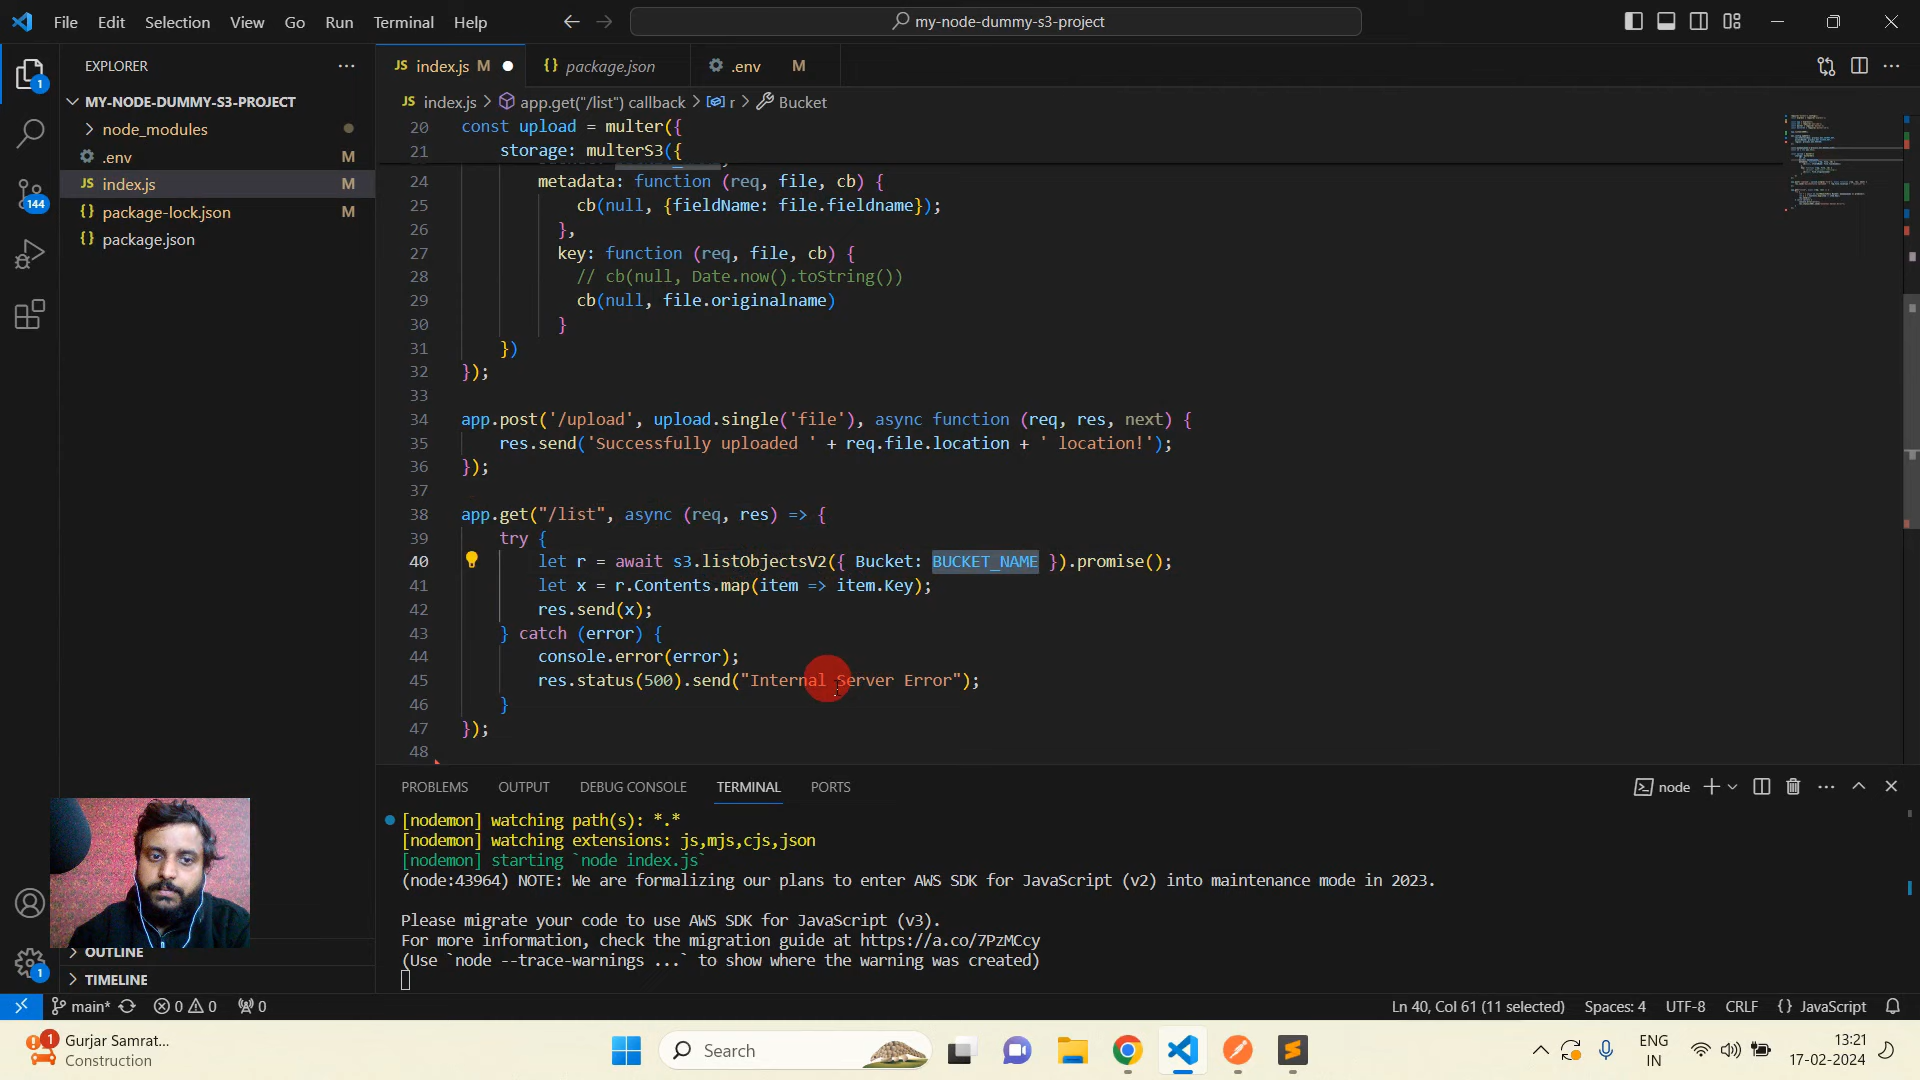 File Edit Selection View Go Run Terminal Help
my-node-dummy-s3-project
EXPLORER
MY-NODE-DUMMY-S3-PROJECT
node_modules
.env M
JS index.js M
{} package-lock.json M
{} package.json
1
144
1
OUTLINE
TIMELINE
JS index.js M
{} package.json
.env M
JS index.js > app.get("/list") callback > r > Bucket
20 const upload = multer({
21 storage: multerS3({
24 metadata: function (req, file, cb) {
25 cb(null, {fieldName: file.fieldname});
26 },
27 key: function (req, file, cb) {
28 // cb(null, Date.now().toString())
29 cb(null, file.originalname)
30 }
31 })
32 });
33
34 app.post('/upload', upload.single('file'), async function (req, res, next) {
35 res.send('Successfully uploaded ' + req.file.location + ' location!');
36 });
37
38 app.get("/list", async (req, res) => {
39 try {
40 let r = await s3.listObjectsV2({ Bucket: BUCKET_NAME }).promise();
41 let x = r.Contents.map(item => item.Key);
42 res.send(x);
43 } catch (error) {
44 console.error(error);
45 res.status(500).send("Internal Server Error");
46 }
47 });
48
PROBLEMS OUTPUT DEBUG CONSOLE TERMINAL PORTS
node
[nodemon] watching path(s): *.*
[nodemon] watching extensions: js,mjs,cjs,json
[nodemon] starting `node index.js`
(node:43964) NOTE: We are formalizing our plans to enter AWS SDK for JavaScript (v2) into maintenance mode in 2023.
Please migrate your code to use AWS SDK for JavaScript (v3).
For more information, check the migration guide at https://a.co/7PzMCcy
(Use `node --trace-warnings ...` to show where the warning was created)
main* 0 0 0
Ln 40, Col 61 (11 selected) Spaces: 4 UTF-8 CRLF {} JavaScript
1
Gurjar Samrat...
Construction
Search
ENG
IN
13:21
17-02-2024